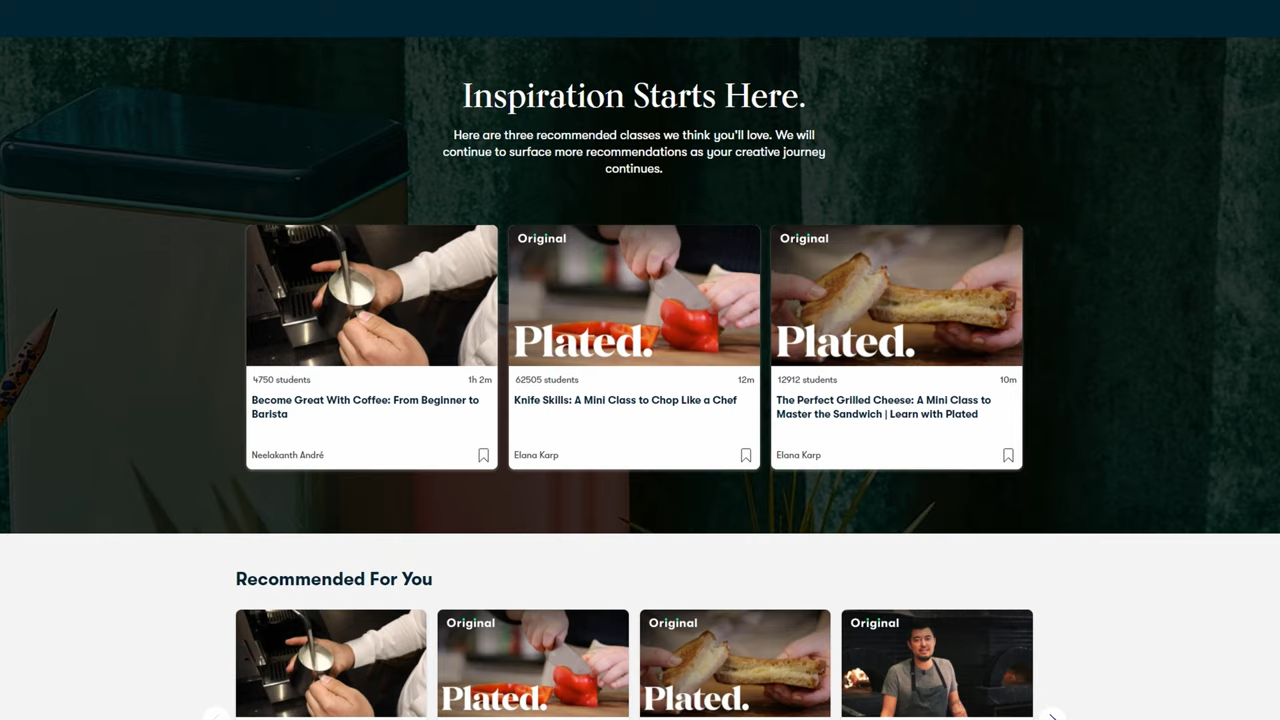 Inspiration Starts Here.
Here are three recommended classes we think you'll love. We will
continue to surface more recommendations as your creative journey
continues.
Original
Original
Plated.
Plated.
4750 students
1h 2m
62505 students
12m
12912 students
10m
Become Great With Coffee: From Beginner to
Barista
Knife Skills: A Mini Class to Chop Like a Chef
The Perfect Grilled Cheese: A Mini Class to
Master the Sandwich | Learn with Plated
Neelakanth André
Elana Karp
Elana Karp
Recommended For You
Original
Original
Original
Plated.
Plated.